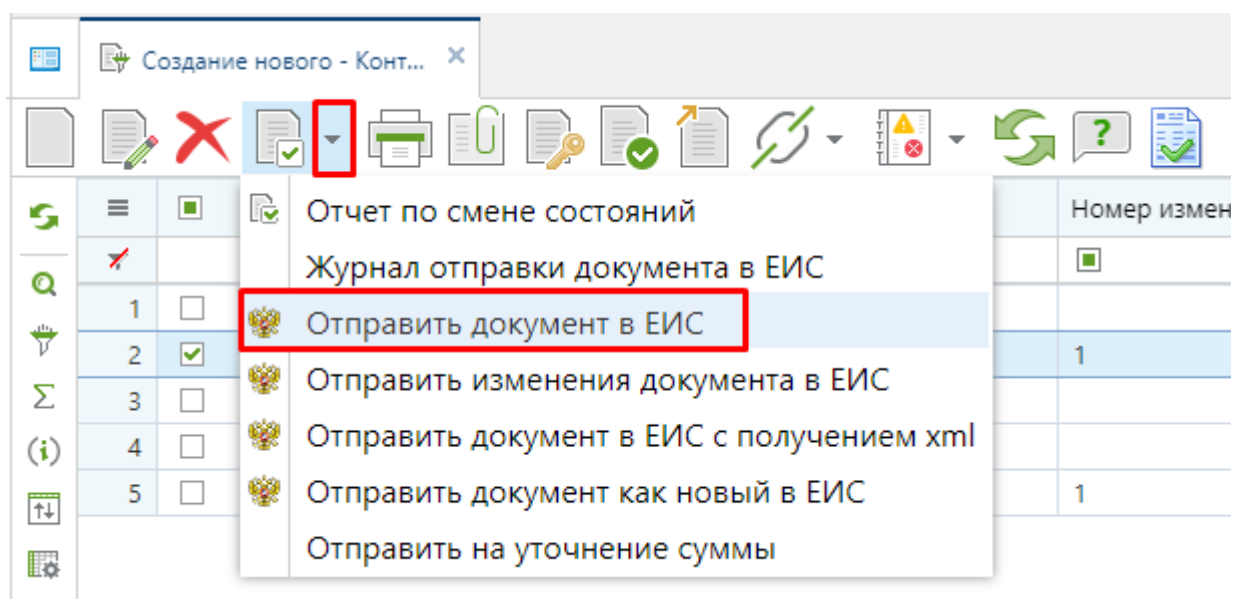 Создание нового - Конт...
Номер измен
Отчет по смене состояний
Журнал отправки документа в ЕИС
Отправить документ в ЕИС
Отправить изменения документа в ЕИС
Отправить документ в ЕИС с получением xml
Отправить документ как новый в ЕИС
Отправить на уточнение суммы
1
2
1
3
4
5
1